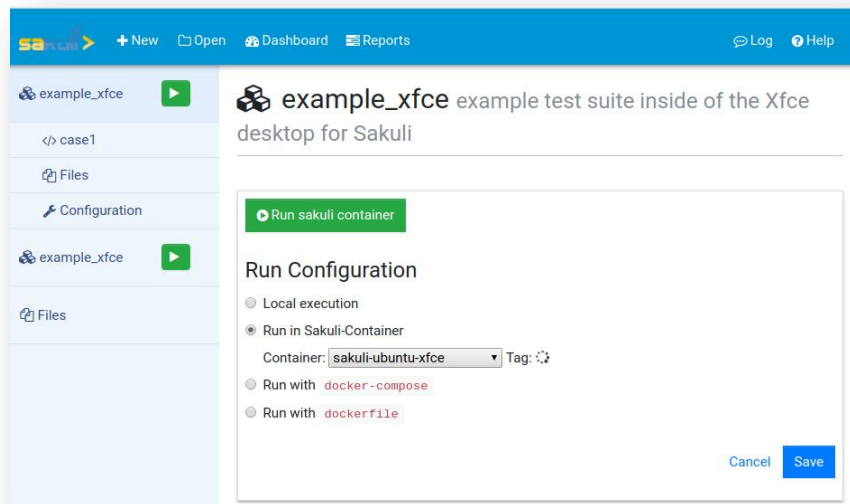 sakuli>
New Open Dashboard Reports Log Help
example_xfce
case1
Files
Configuration
example_xfce
Files
example_xfce example test suite inside of the Xfce
desktop for Sakuli
Run sakuli container
Run Configuration
Local execution
Run in Sakuli-Container
Container: sakuli-ubuntu-xfce Tag:
Run with docker-compose
Run with dockerfile
Cancel Save